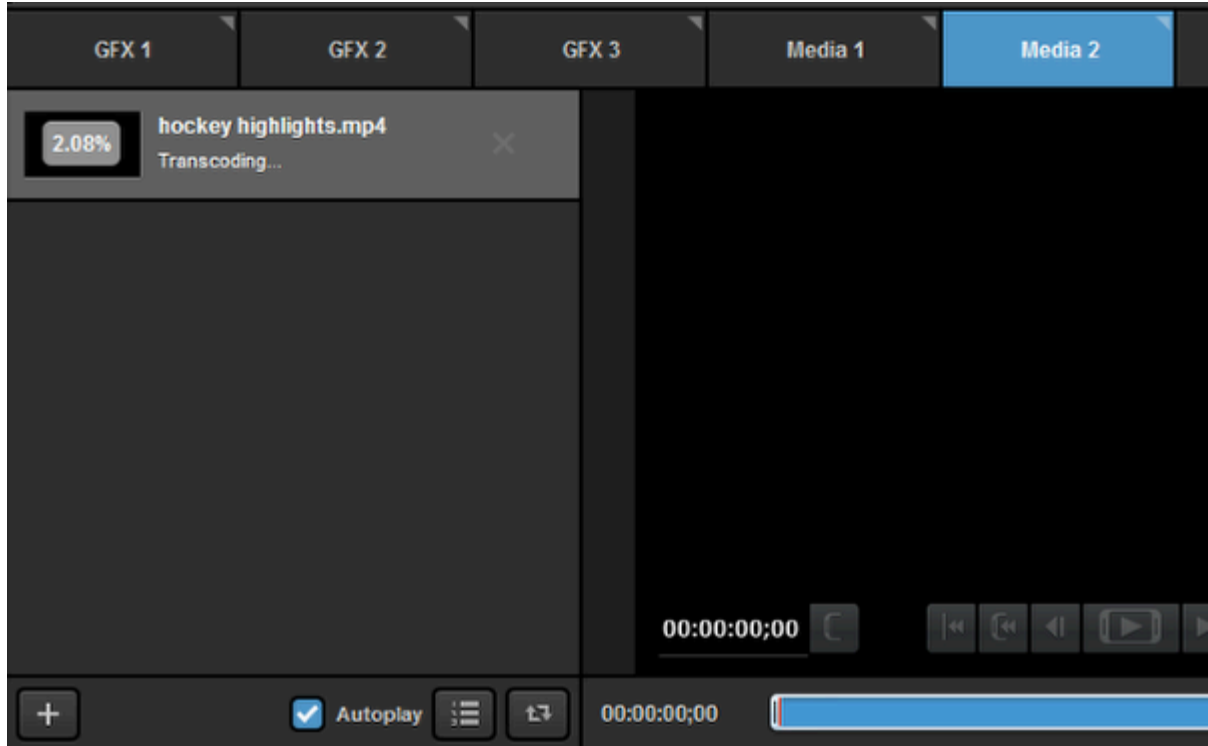 GFX 1
GFX 2
GFX 3
Media 1
Media 2
2.08%
hockey highlights.mp4
Transcoding...
00:00:00;00
Autoplay
00:00:00;00